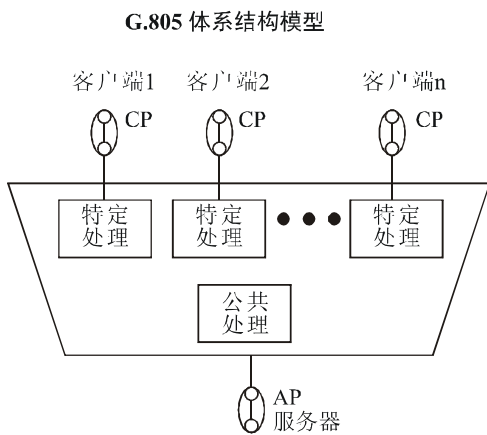 G.805 体系结构模型
客户端1
客户端2
客户端n
CP
CP
CP
特定
处理
特定
处理
特定
处理
公共
处理
AP
服务器